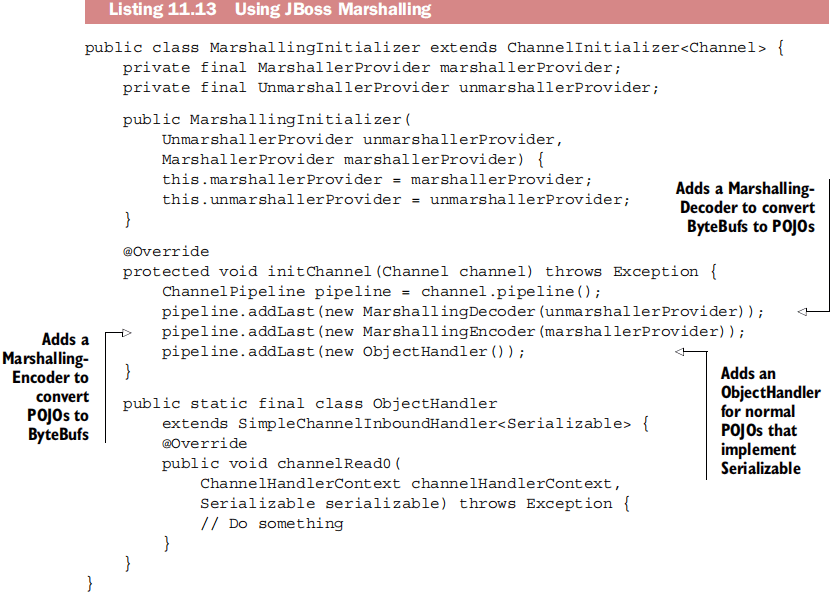 Listing 11.13 Using JBoss Marshalling
public class MarshallingInitializer extends ChannelInitializer<Channel> {
    private final MarshallerProvider marshallerProvider;
    private final UnmarshallerProvider unmarshallerProvider;
    public MarshallingInitializer(
        UnmarshallerProvider unmarshallerProvider,
        MarshallerProvider marshallerProvider) {
        this.marshallerProvider = marshallerProvider;
        this.unmarshallerProvider = unmarshallerProvider;
    }
    @Override
    protected void initChannel(Channel channel) throws Exception {
        ChannelPipeline pipeline = channel.pipeline();
        pipeline.addLast(new MarshallingDecoder(unmarshallerProvider));
        pipeline.addLast(new MarshallingEncoder(marshallerProvider));
        pipeline.addLast(new ObjectHandler());
    }
    public static final class ObjectHandler
        extends SimpleChannelInboundHandler<Serializable> {
        @Override
        public void channelRead0(
            ChannelHandlerContext channelHandlerContext,
            Serializable serializable) throws Exception {
            // Do something
        }
    }
}
Adds a Marshalling-
Decoder to convert
ByteBufs to POJOs
Adds a
Marshalling-
Encoder to
convert
POJOs to
ByteBufs
Adds an
ObjectHandler
for normal
POJOs that
implement
Serializable